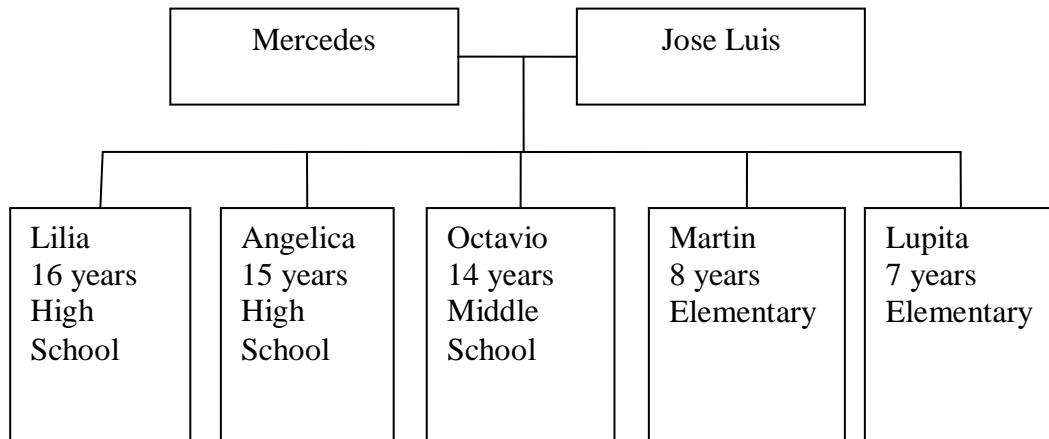 Mercedes
Jose Luis
Lilia
16 years
High
School
Angelica
15 years
High
School
Octavio
14 years
Middle
School
Martin
8 years
Elementary
Lupita
7 years
Elementary